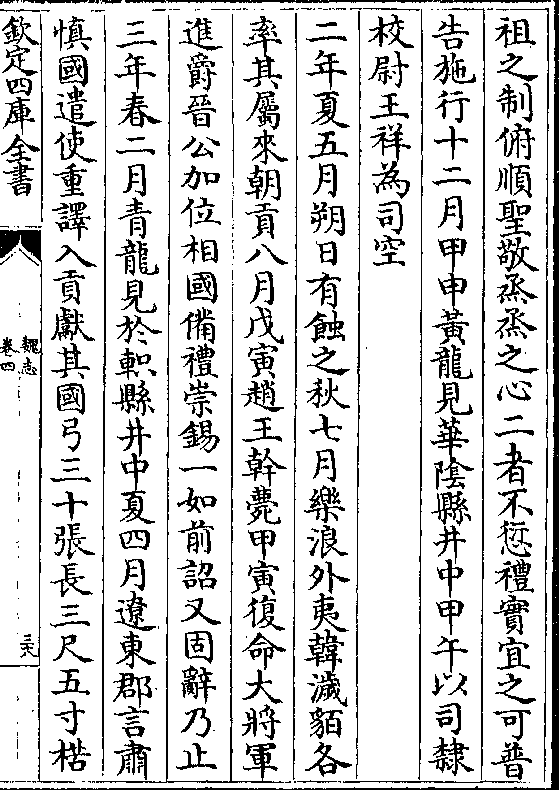 祖之制俯順聖敬烝烝之心二者不愆禮實宜之可普
告施行十二月甲申黃龍見華陰縣井中甲午以司隸
校尉王祥為司空
二年夏五月朔日有蝕之秋七月樂浪外夷韓濊貊各
率其屬來朝貢八月戊寅趙王幹薨甲寅復命大將軍
進爵晉公加位相國備禮崇錫一如前詔又固辭乃止
三年春二月青龍見於軹縣井中夏四月遼東郡言肅
慎國遣使重譯入貢獻其國弓三十張長三尺五寸楛
欽定四庫全書
魏志
卷四
三六